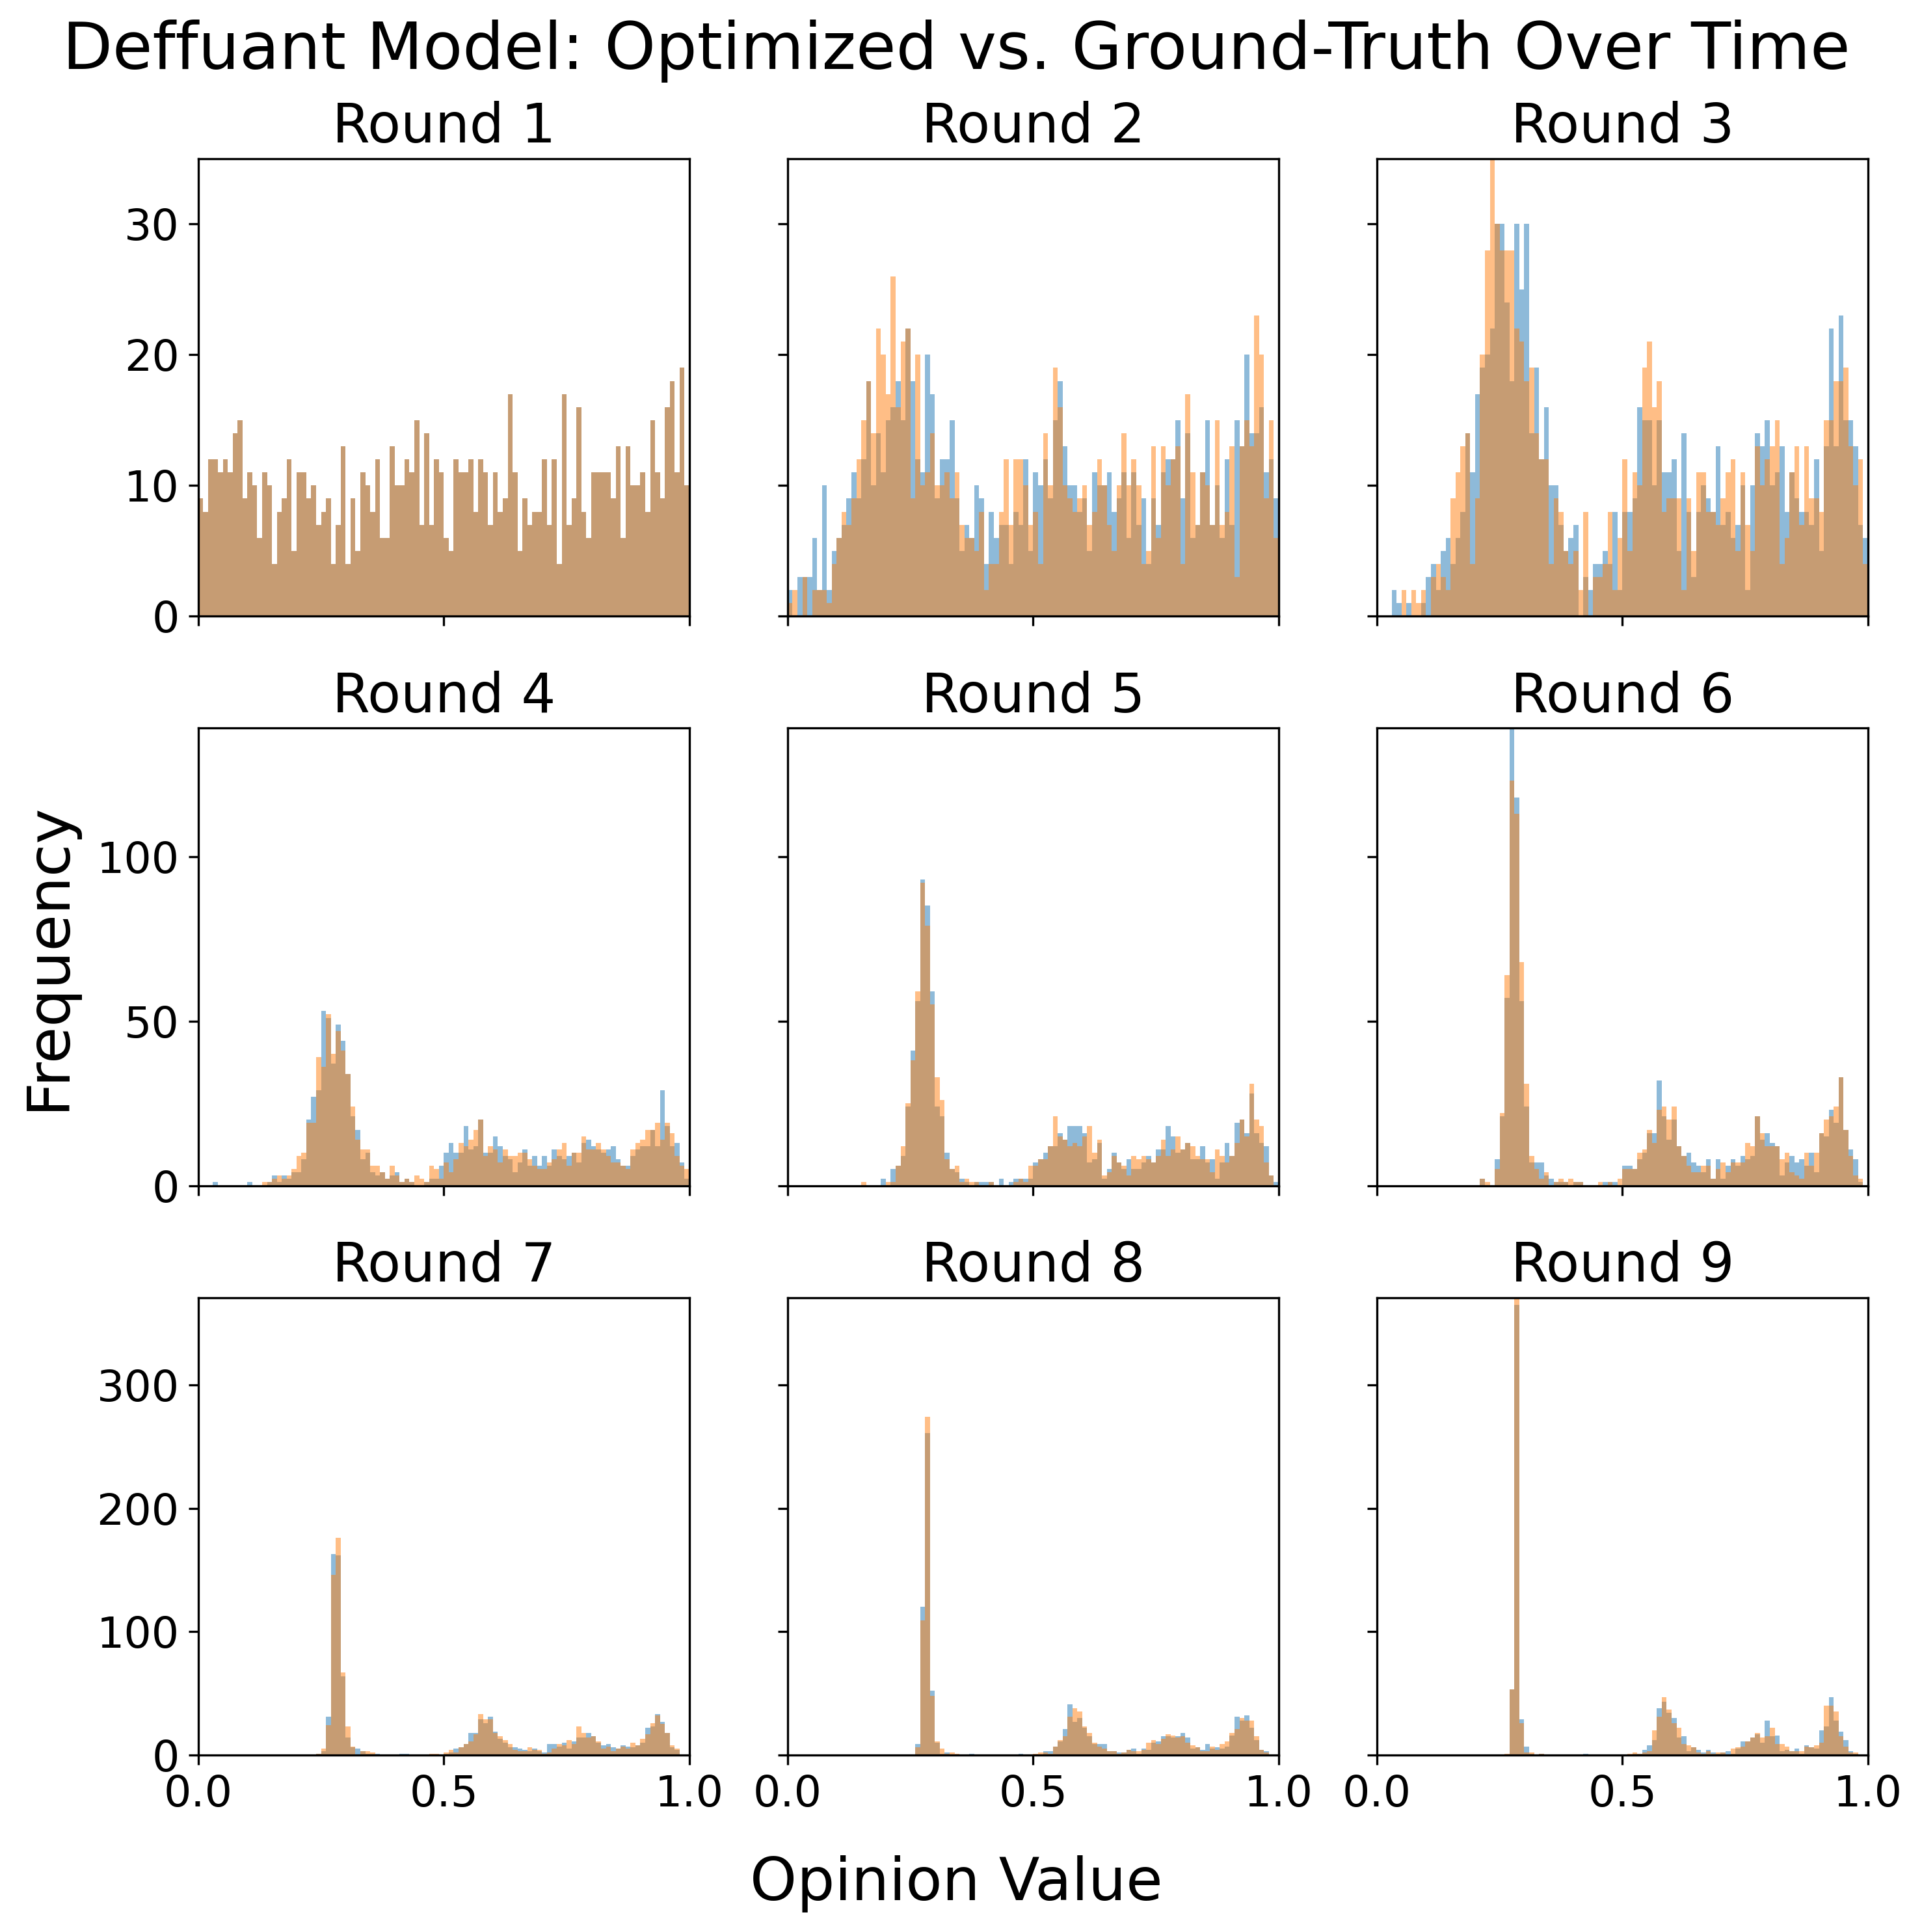 Deffuant Model: Optimized vs. Ground-Truth Over Time
Round 1
Round 2
Round 3
30
20
10
0
Round 4
Round 5
Round 6
Frequency
100
50
0
Round 7
Round 8
Round 9
300
200
100
0
0.0 0.5 1.0 0.0 0.5 1.0 0.0 0.5 1.0
Opinion Value